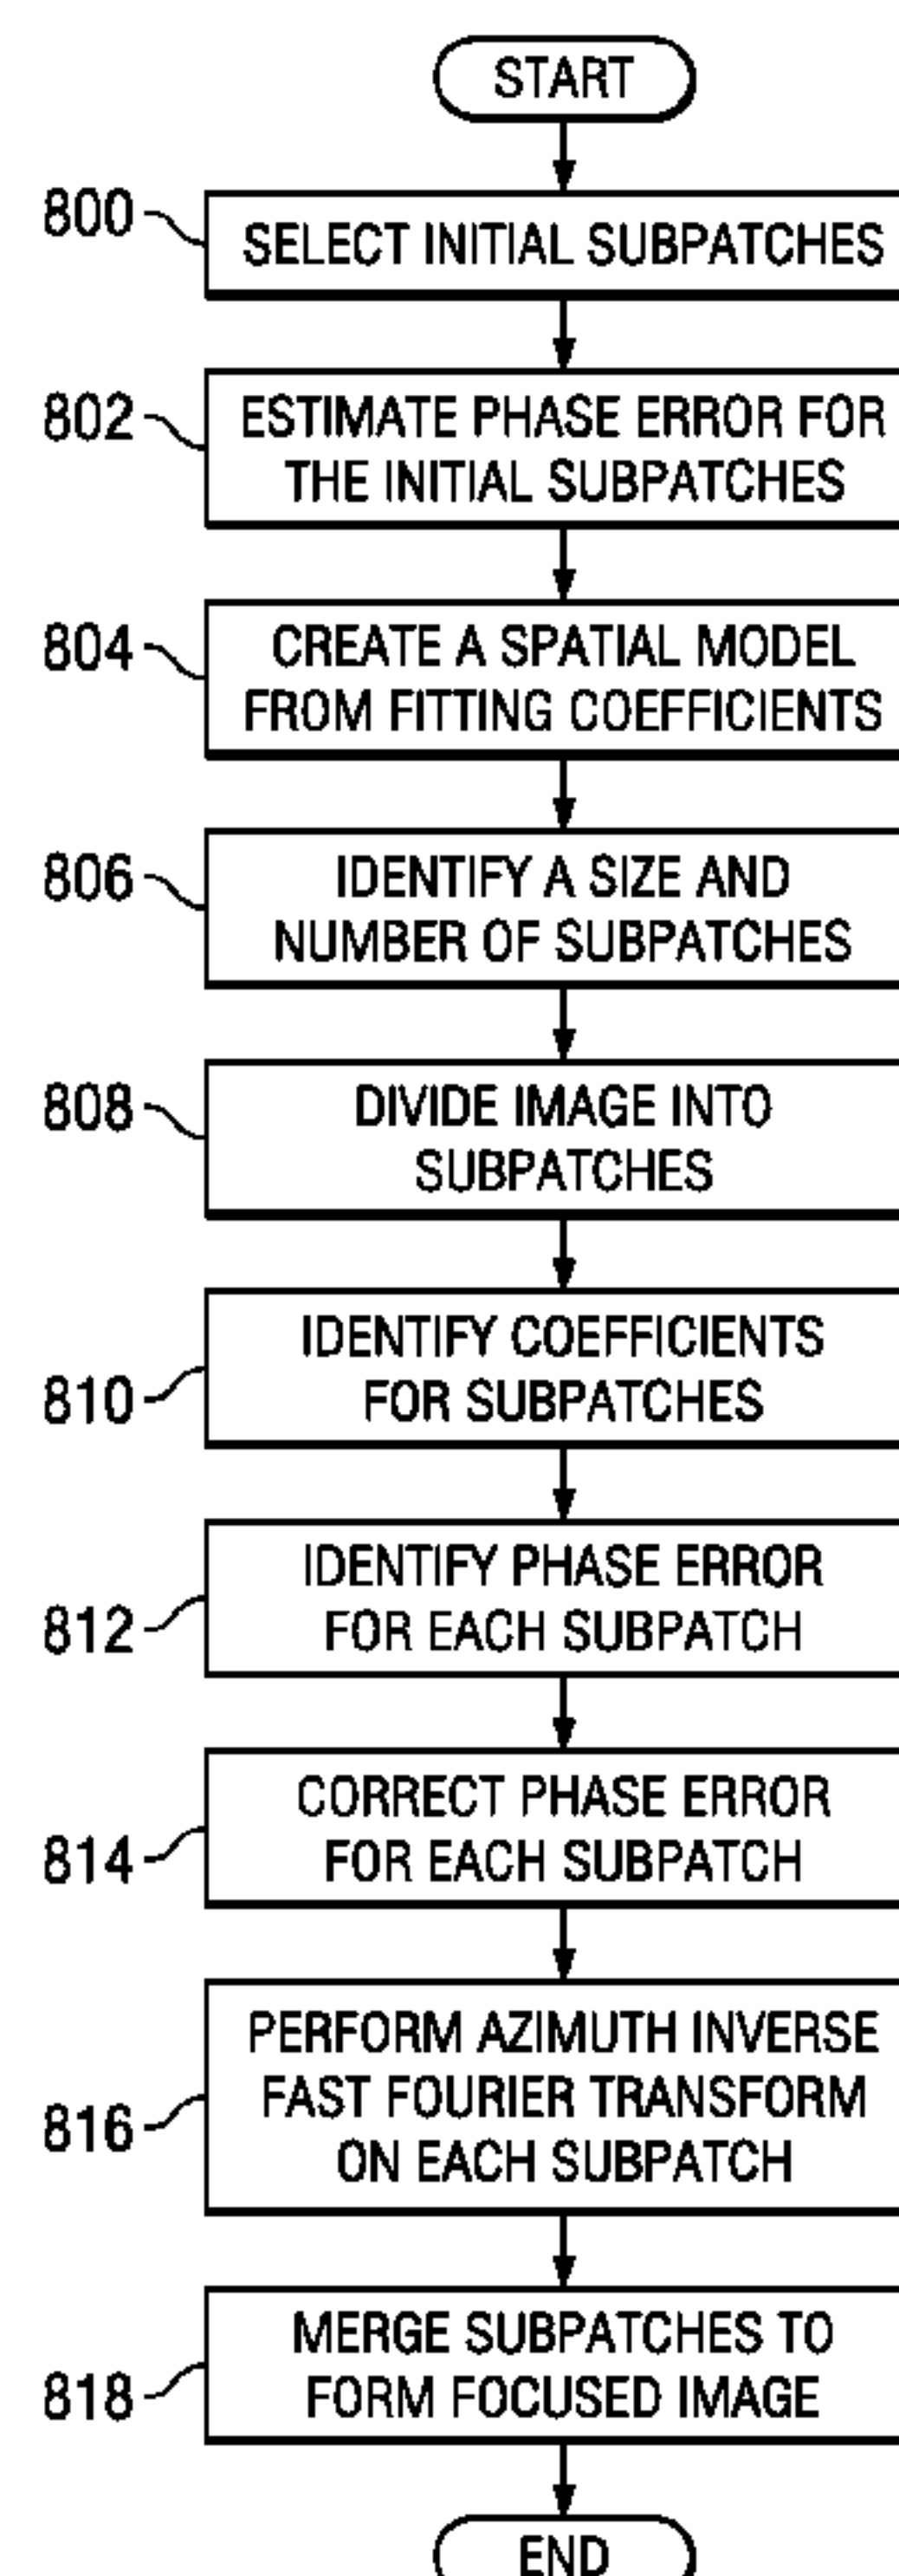 START
800
SELECT INITIAL SUBPATCHES
802
ESTIMATE PHASE ERROR FOR
THE INITIAL SUBPATCHES
804
CREATE A SPATIAL MODEL
FROM FITTING COEFFICIENTS
806
IDENTIFY A SIZE AND
NUMBER OF SUBPATCHES
808
DIVIDE IMAGE INTO
SUBPATCHES
810
IDENTIFY COEFFICIENTS
FOR SUBPATCHES
812
IDENTIFY PHASE ERROR
FOR EACH SUBPATCH
814
CORRECT PHASE ERROR
FOR EACH SUBPATCH
816
PERFORM AZIMUTH INVERSE
FAST FOURIER TRANSFORM
ON EACH SUBPATCH
818
MERGE SUBPATCHES TO
FORM FOCUSED IMAGE
END